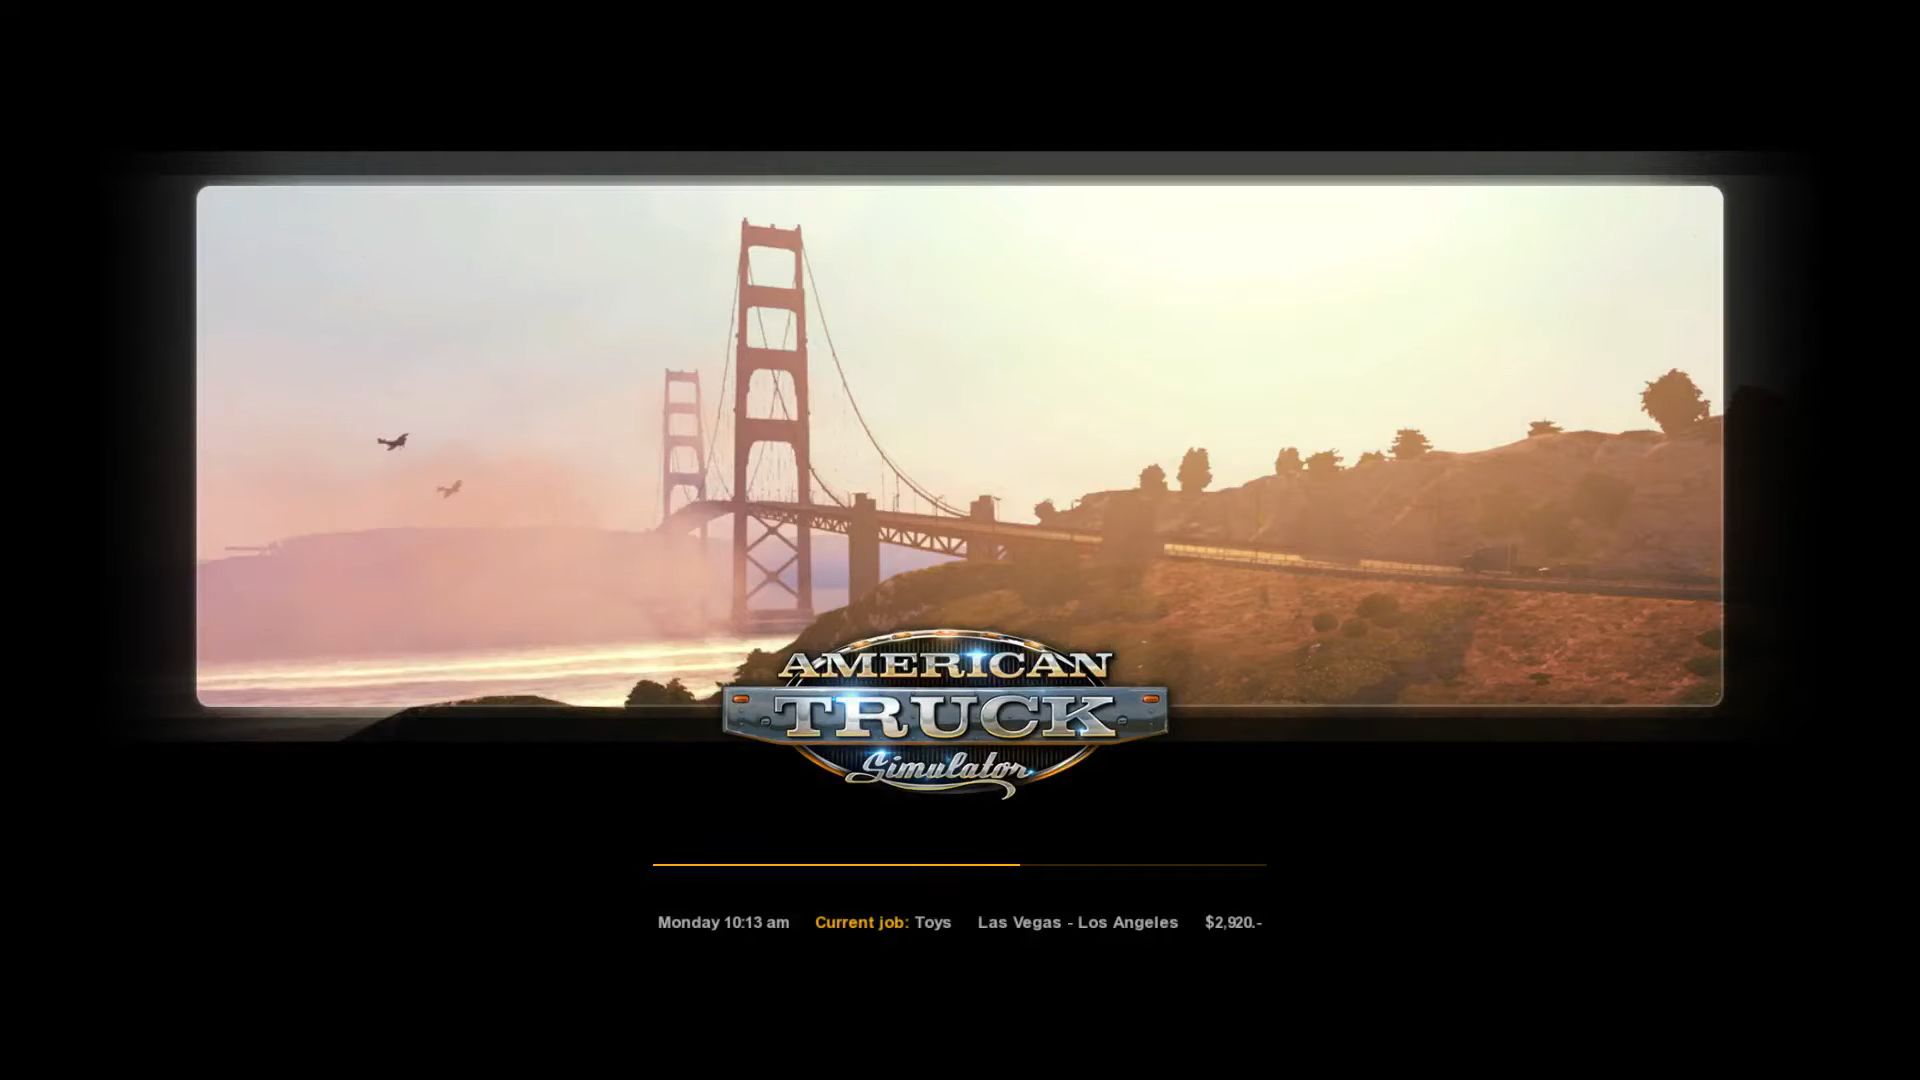 AMERICAN
TRUCK
Simulator
Monday 10:13 am Current job: Toys Las Vegas - Los Angeles $2,920.-